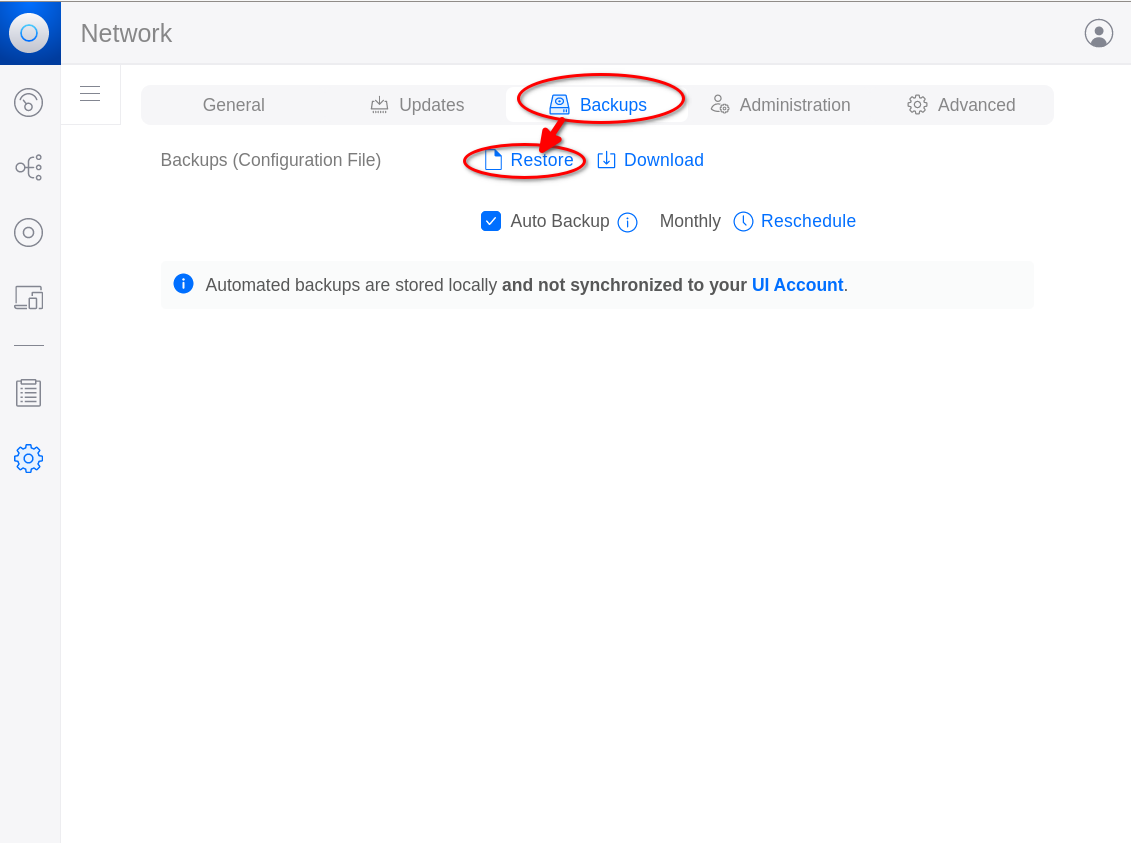 Network
General Updates Backups Administration Advanced
Backups (Configuration File) Restore Download
Auto Backup Monthly Reschedule
Automated backups are stored locally and not synchronized to your UI Account.